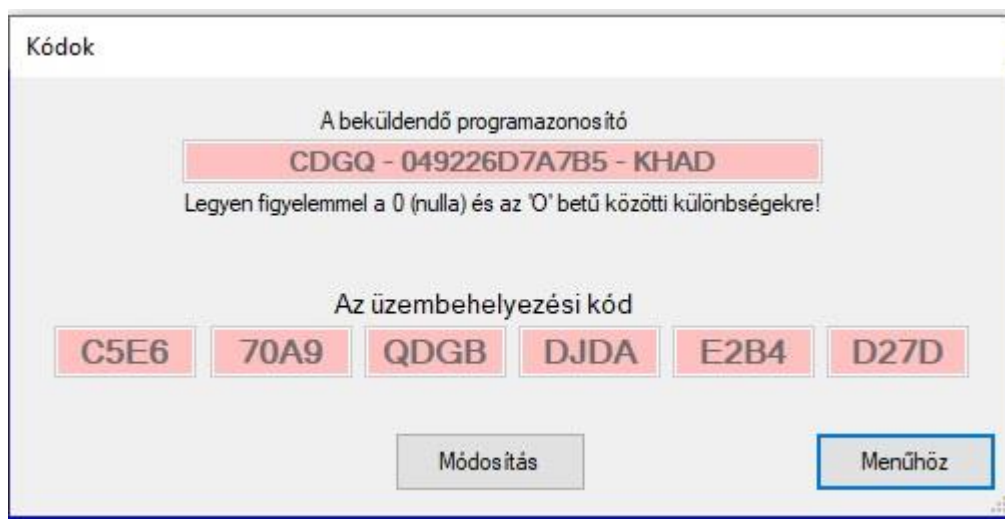 Kódok
A beküldendő programazonosító
CDGQ - 049226D7A7B5 - KHAD
Legyen figyelemmel a 0 (nulla) és az 'O' betű közötti különbségekre!
Az üzembehelyezési kód
C5E6 70A9 QDGB DJDA E2B4 D27D
Módosítás Menűhöz